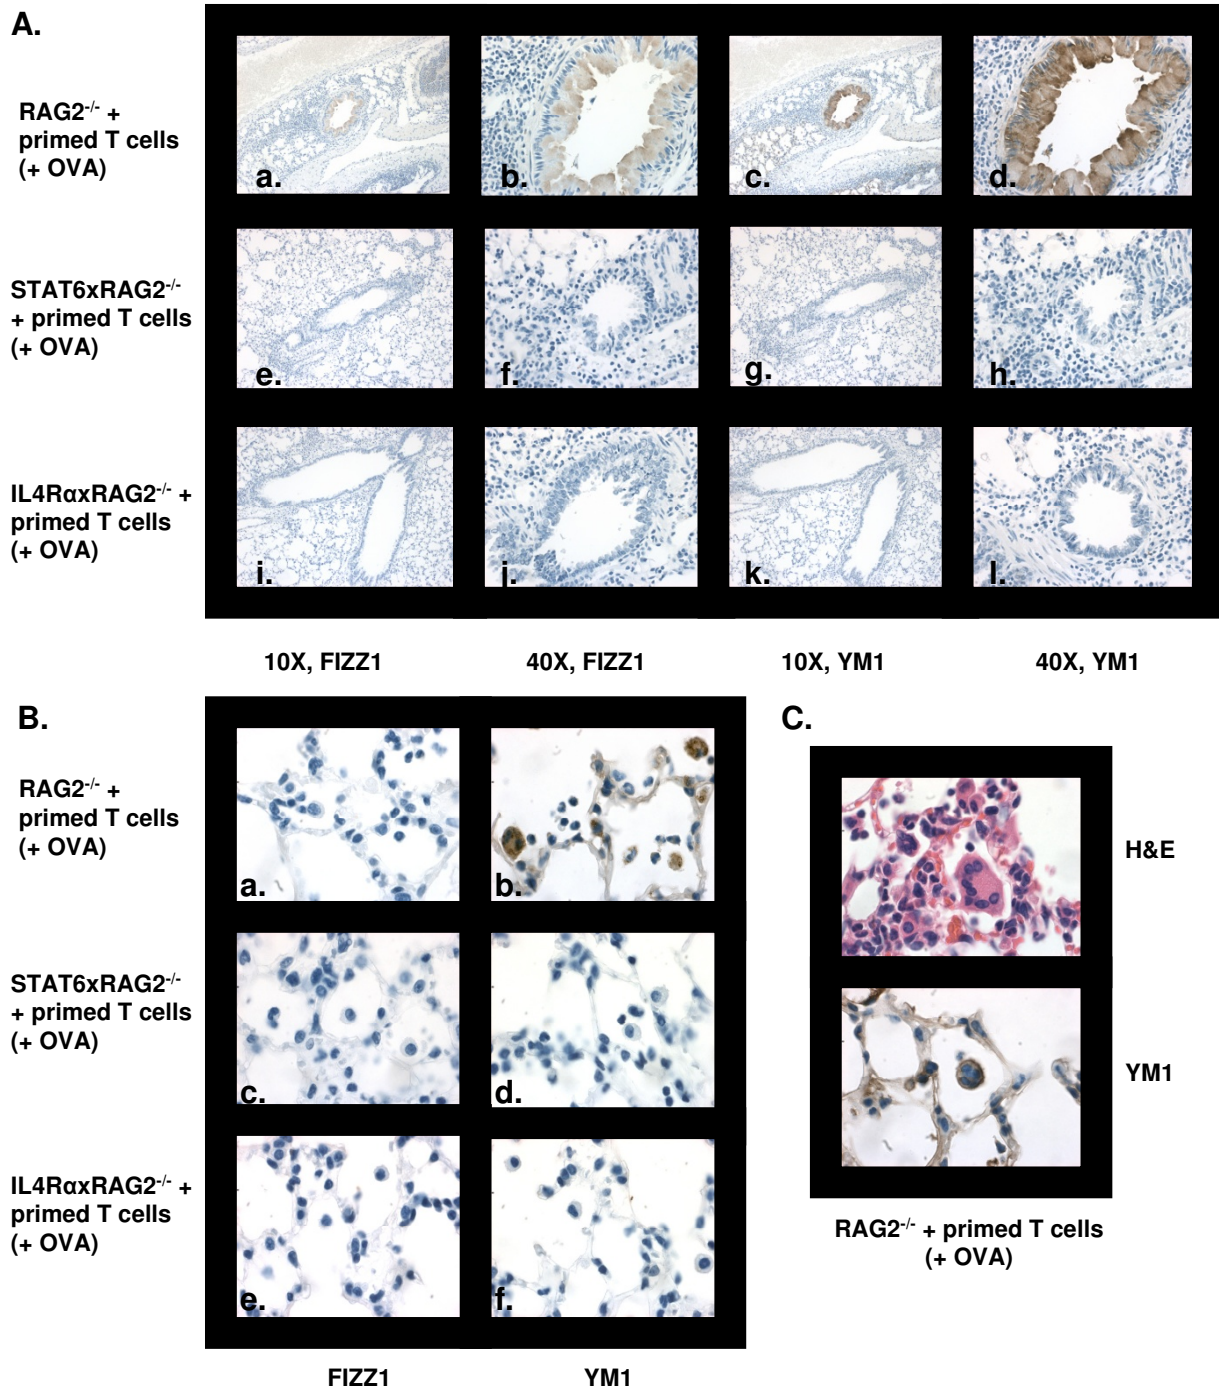 A.
RAG2-/- +
primed T cells
(+ OVA)
a.
b.
c.
d.
STAT6xRAG2-/-
+ primed T cells
(+ OVA)
e.
f.
g.
h.
IL4RαxRAG2-/- +
primed T cells
(+ OVA)
i.
j.
k.
l.
10X, FIZZ1
40X, FIZZ1
10X, YM1
40X, YM1
B.
RAG2-/- +
primed T cells
(+ OVA)
a.
b.
STAT6xRAG2-/-
+ primed T cells
(+ OVA)
c.
d.
IL4RαxRAG2-/- +
primed T cells
(+ OVA)
e.
f.
FIZZ1
YM1
C.
H&E
YM1
RAG2-/- + primed T cells
(+ OVA)